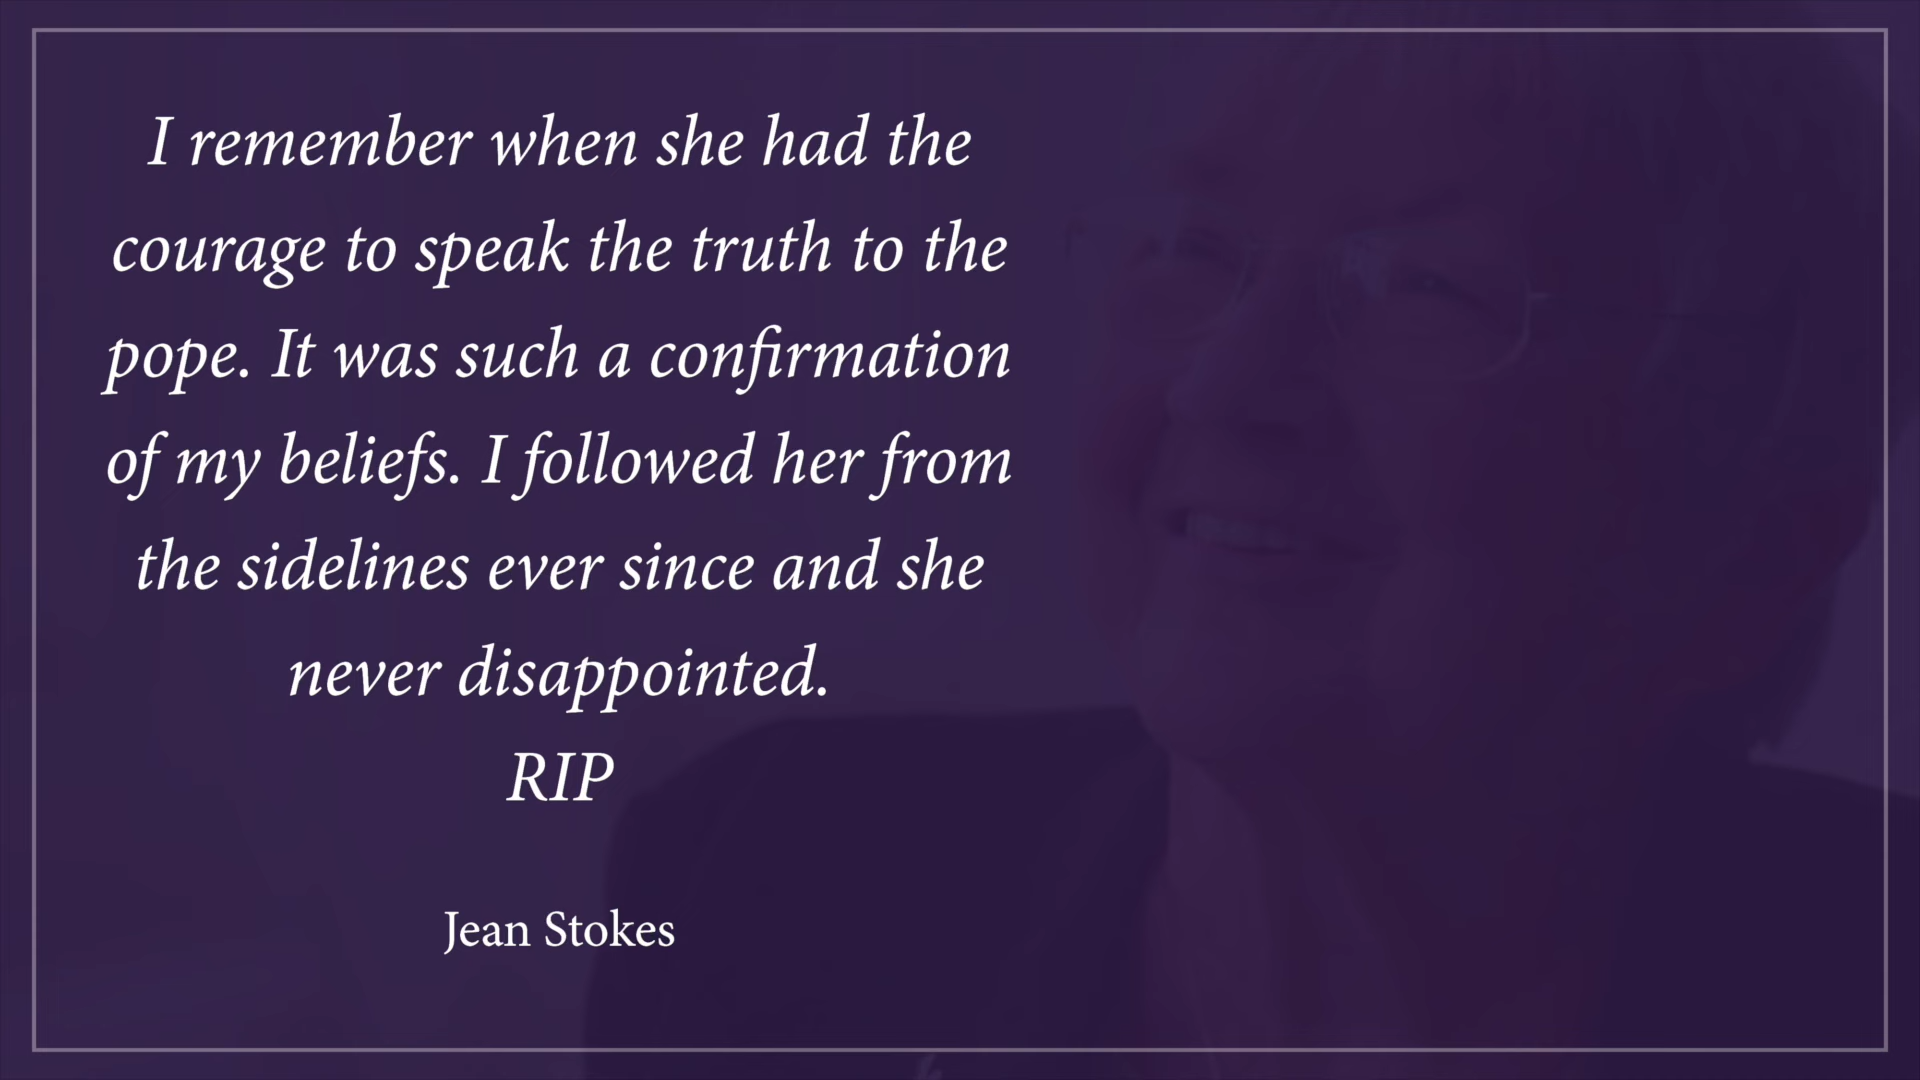 I remember when she had the
courage to speak the truth to the
pope. It was such a confirmation
of my beliefs. I followed her from
the sidelines ever since and she
never disappointed.
RIP
Jean Stokes